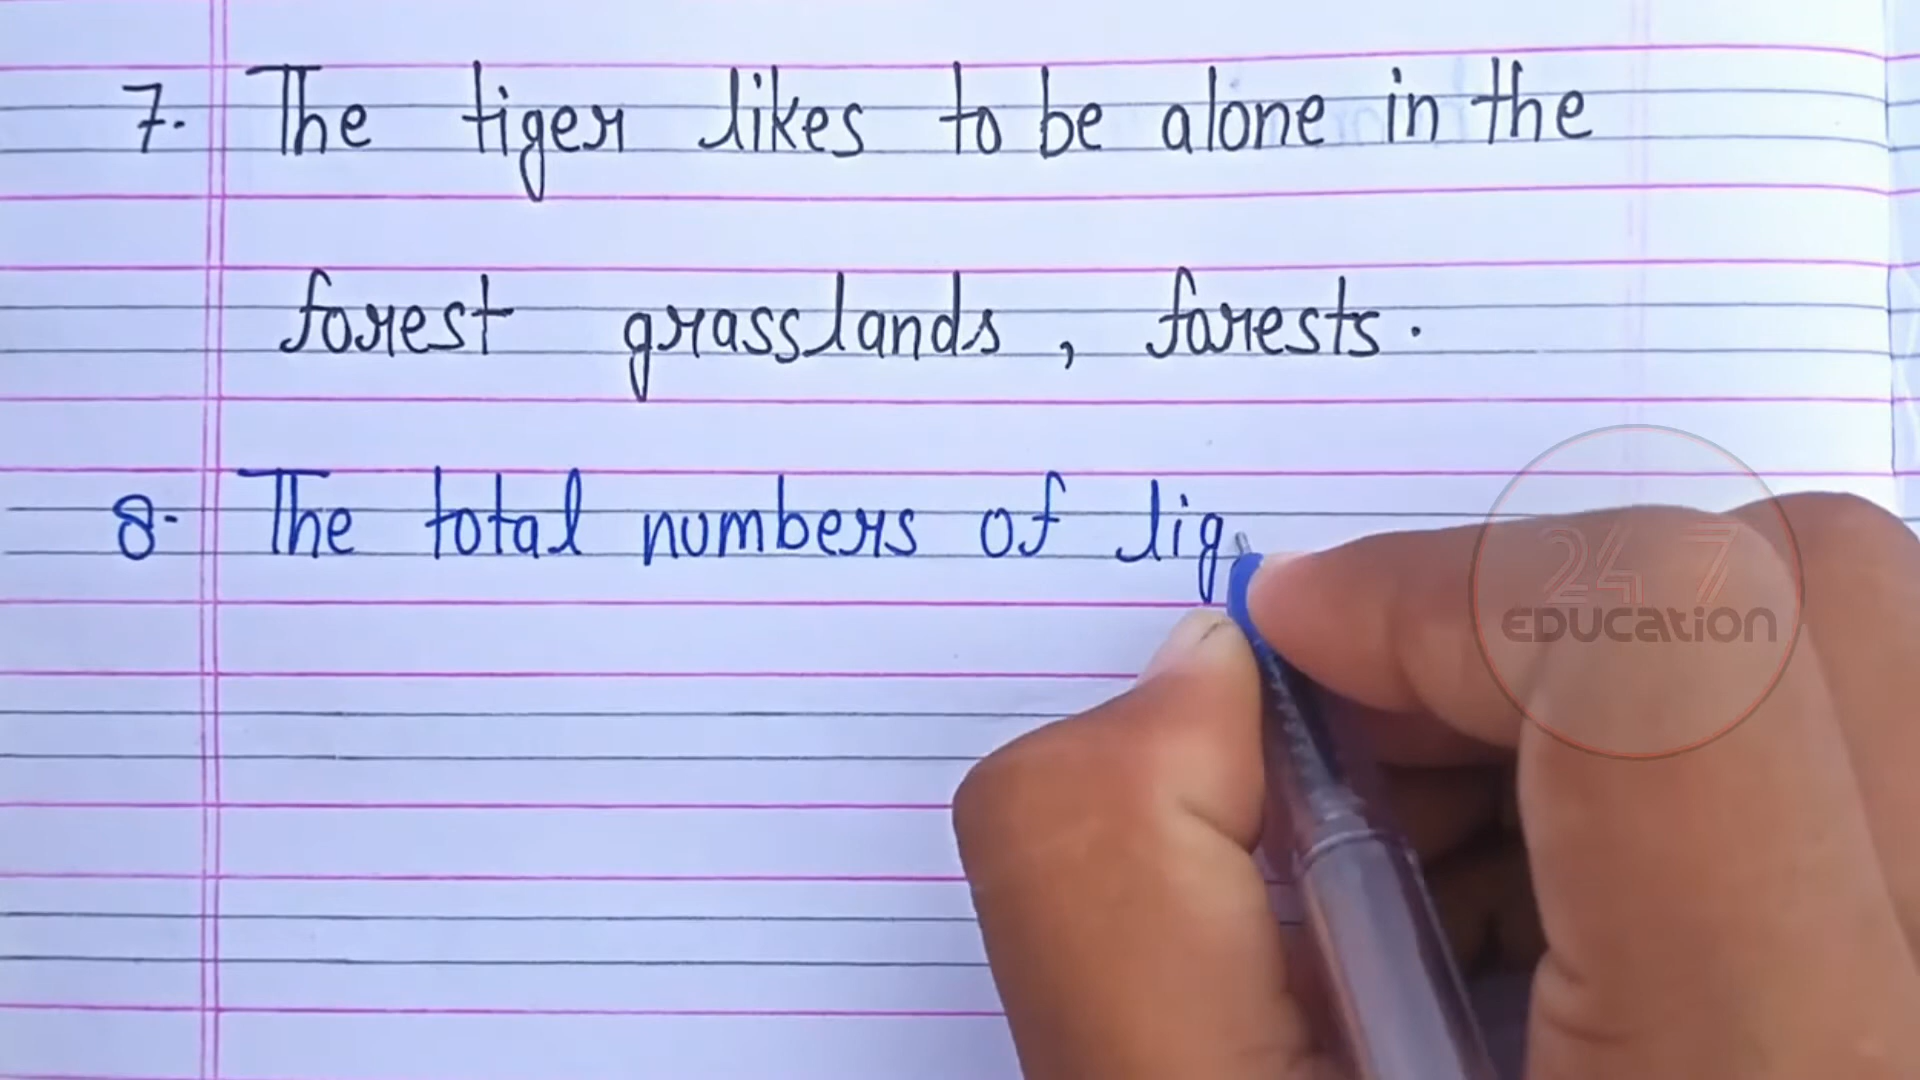 7. The tiger likes to be alone in the
forest grasslands, forests.
8. The total numbers of lig
24 7
EDUCATION